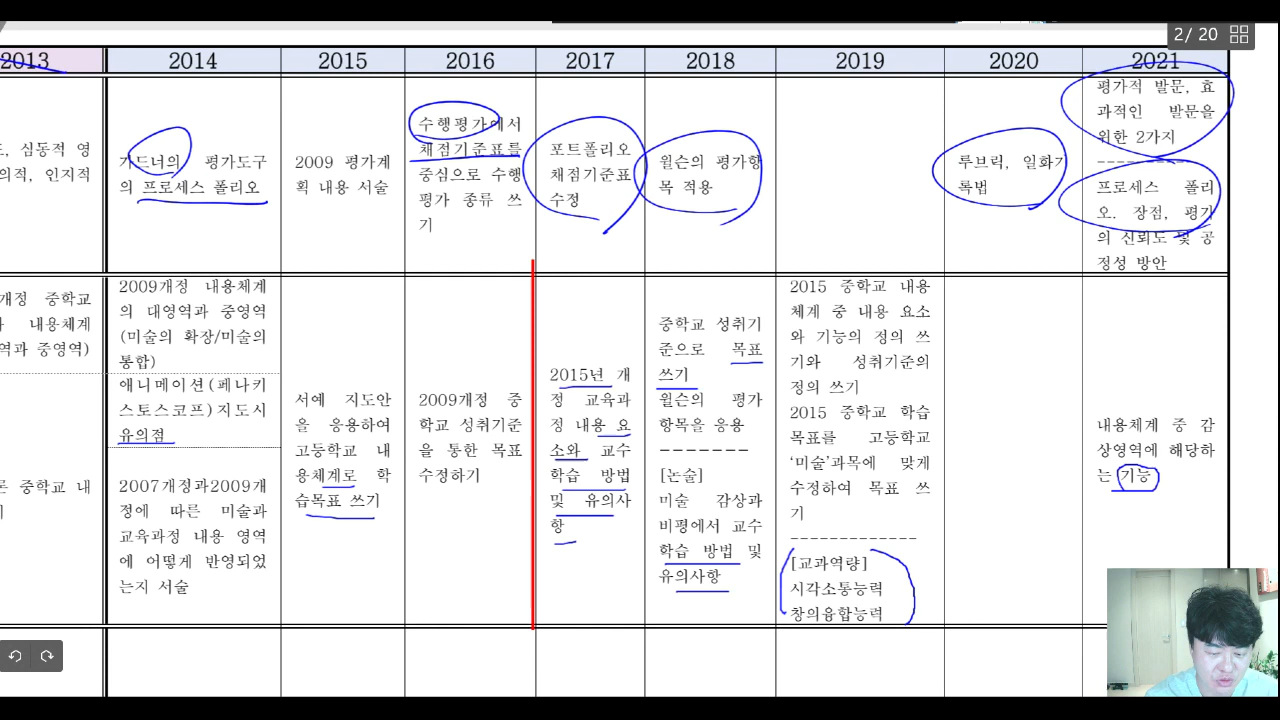 2/ 20
2013
2014
2015
2016
2017
2018
2019
2020
2021
심동적 영
의적, 인지적
가드너의 평가도구
의 프로세스 폴리오
2009 평가계
획 내용 서술
수행평가에서
채점기준표를
중심으로 수행
평가 종류 쓰
기
포트폴리오
채점기준표
수정
윌슨의 평가항
목 적용
루브릭, 일화기
록법
평가적 발문, 효
과적인 발문을
위한 2가지
프로세스 폴리
오. 장점, 평가
의 신뢰도 및 공
정성 방안
개정 중학교
내용체계
역과 중영역)
중학교 내
2009개정 내용체계
의 대영역과 중영역
(미술의 확장/미술의
통합)
애니메이션(페나키
스토스코프)지도시
유의점
2007개정과2009개
정에 따른 미술과
교육과정 내용 영역
에 어떻게 반영되었
는지 서술
서예 지도안
을 응용하여
고등학교 내
용체계로 학
습목표 쓰기
2009개정 중
학교 성취기준
을 통한 목표
수정하기
2015년 개
정 교육과
정 내용 요
소와 교수
학습 방법
및 유의사
항
중학교 성취기
준으로 목표
쓰기
윌슨의 평가
항목을 응용
-------
[논술]
미술 감상과
비평에서 교수
학습 방법 및
유의사항
2015 중학교 내용
체계 중 내용 요소
와 기능의 정의 쓰
기와 성취기준의
정의 쓰기
2015 중학교 학습
목표를 고등학교
'미술'과목에 맞게
수정하여 목표 쓰
기
-------------
[교과역량]
시각소통능력
창의융합능력
내용체계 중 감
상영역에 해당하
는 기능